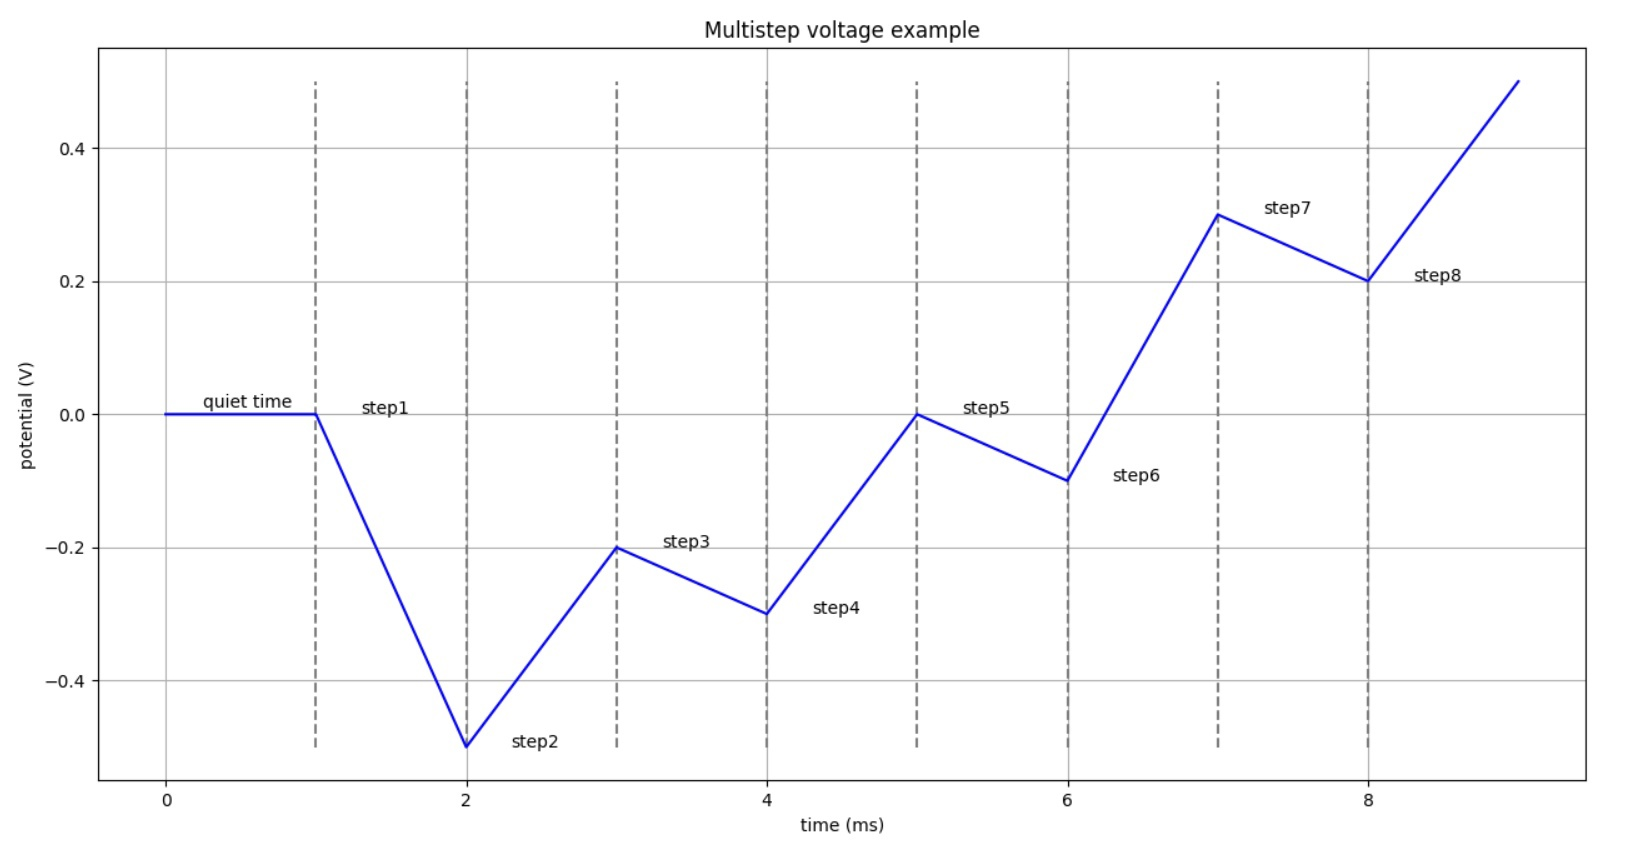 Multistep voltage example
0.4
step7
step8
0.2
potential (V)
quiet time
step1
step5
0.0
step6
−0.2
step3
step4
−0.4
step2
0
2
4
6
8
time (ms)